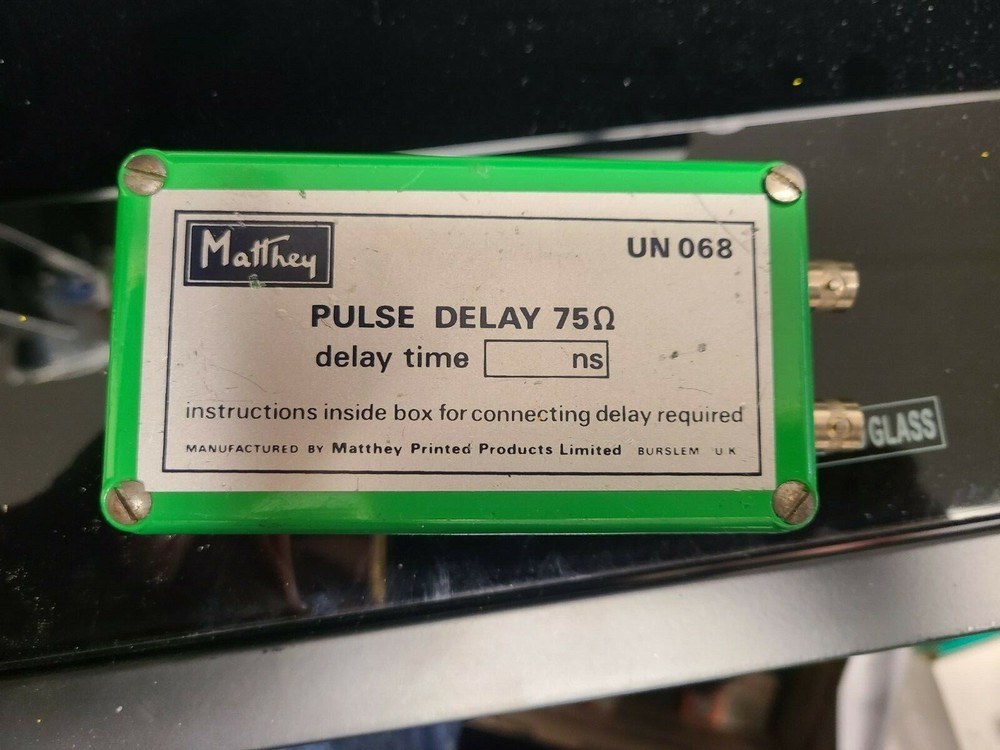 Matthey
UN 068
PULSE DELAY 75Ω
delay time ns
instructions inside box for connecting delay required
MANUFACTURED BY Matthey Printed Products Limited BURSLEM UK
GLASS